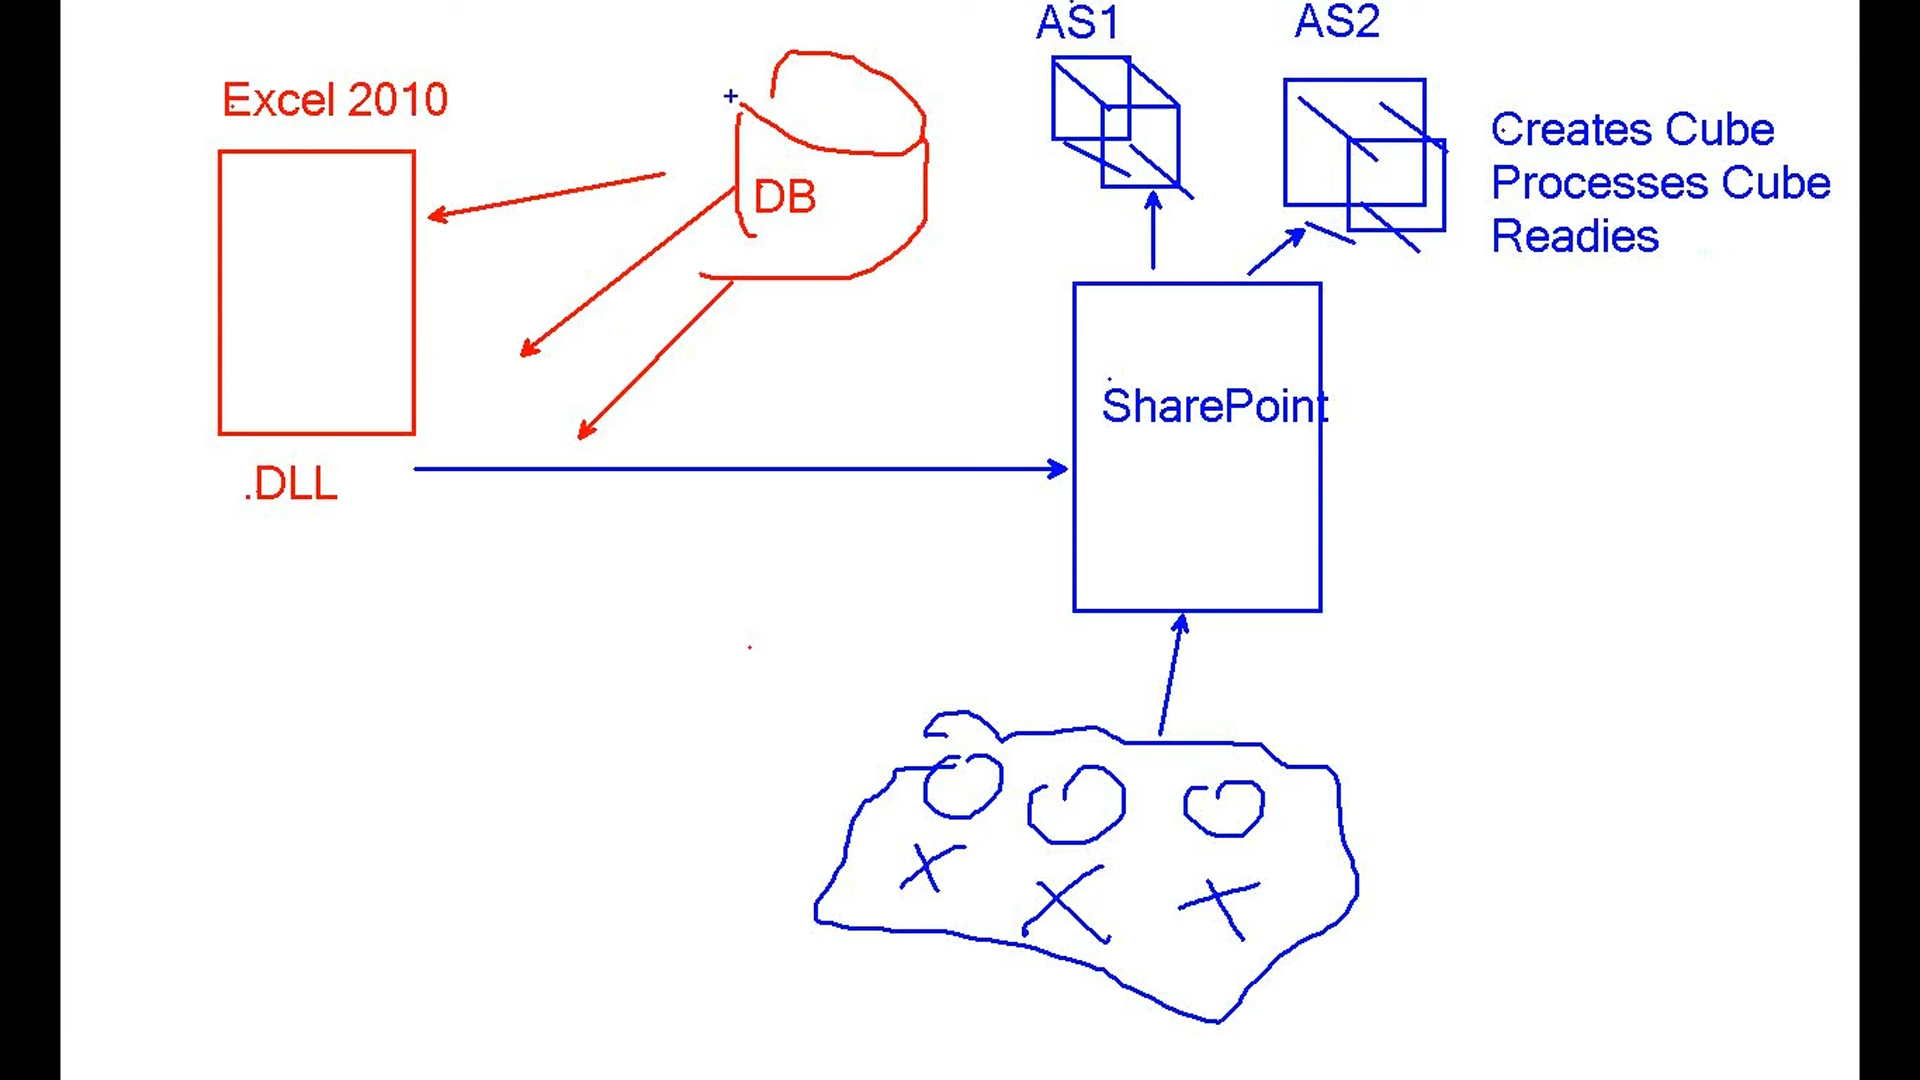 AS1
AS2
Excel 2010
Creates Cube
Processes Cube
Readies
DB
SharePoint
.DLL